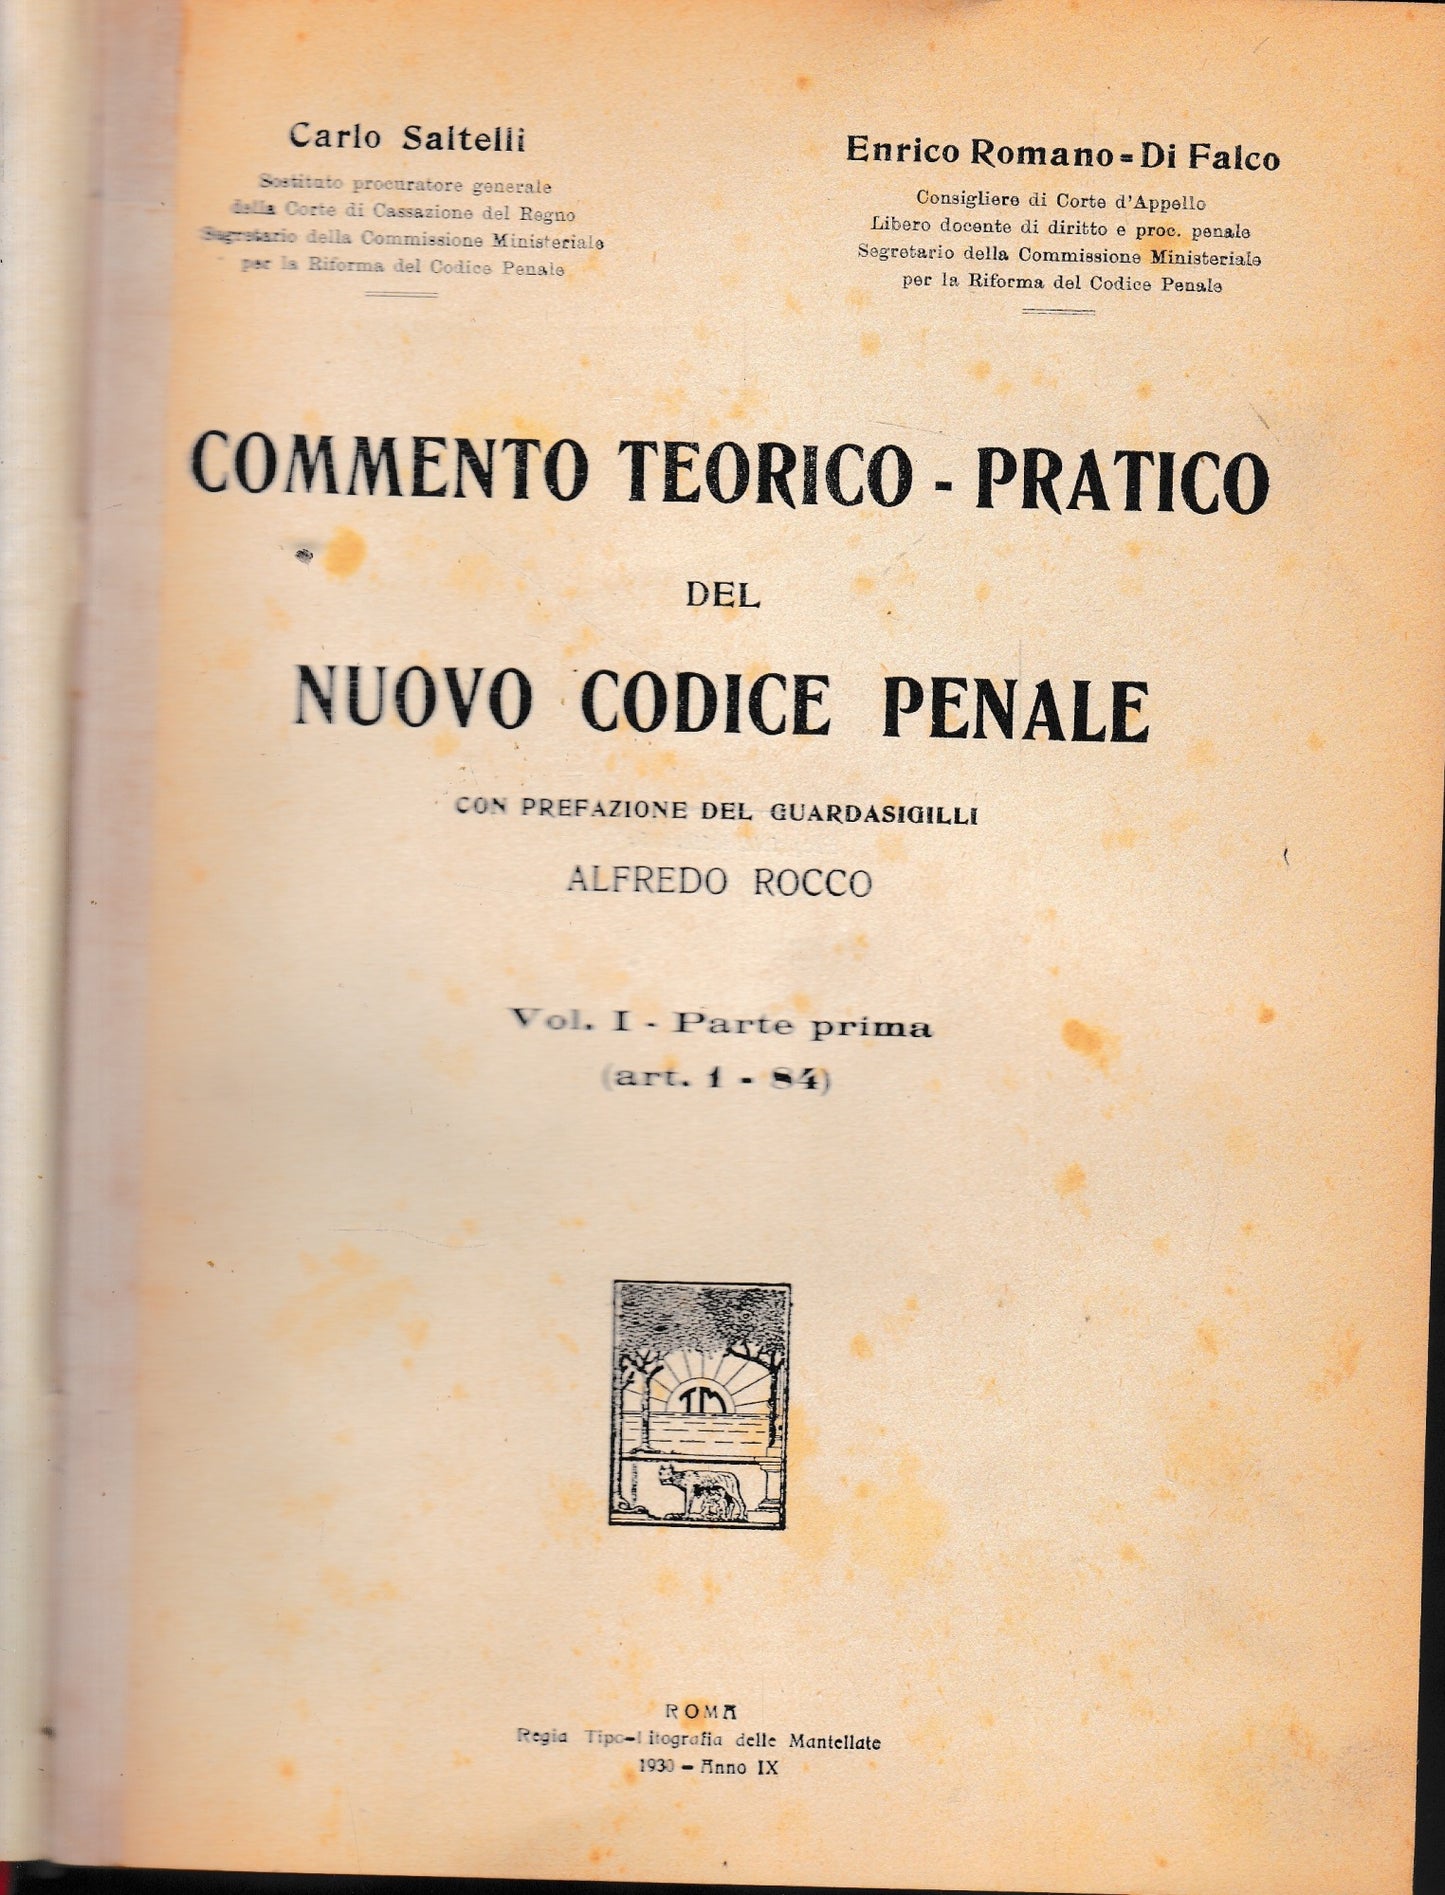 Carlo Saltelli
Sostituto procuratore generale
della Corte di Cassazione del Regno
Segretario della Commissione Ministeriale
per la Riforma del Codice Penale
Enrico Romano=Di Falco
Consigliere di Corte d'Appello
Libero docente di diritto e proc. penale
Segretario della Commissione Ministeriale
per la Riforma del Codice Penale
COMMENTO TEORICO - PRATICO
DEL
NUOVO CODICE PENALE
CON PREFAZIONE DEL GUARDASIGILLI
ALFREDO ROCCO
Vol. I - Parte prima
(art. 1 - 84)
TM
ROMA
Regia Tipo-Litografia delle Mantellate
1930 - Anno IX